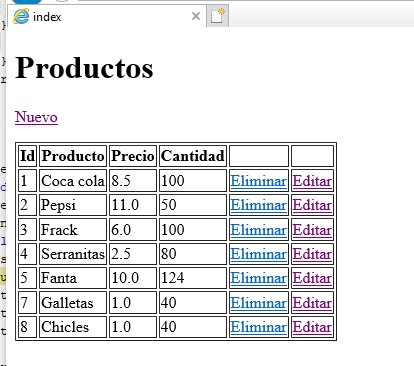 index
Productos
Nuevo
Id Producto Precio Cantidad
1 Coca cola 8.5 100 Eliminar Editar
2 Pepsi 11.0 50 Eliminar Editar
3 Frack 6.0 100 Eliminar Editar
4 Serranitas 2.5 80 Eliminar Editar
5 Fanta 10.0 124 Eliminar Editar
7 Galletas 1.0 40 Eliminar Editar
8 Chicles 1.0 40 Eliminar Editar